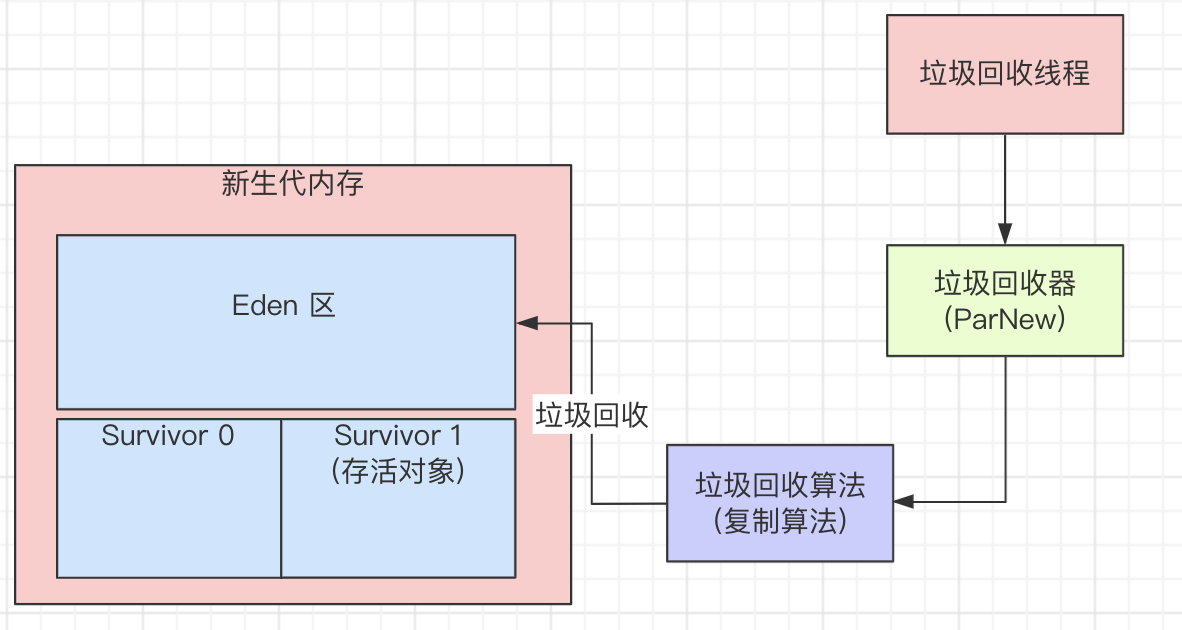 垃圾回收线程
新生代内存
Eden 区
垃圾回收器
(ParNew)
垃圾回收
Survivor 0
Survivor 1
(存活对象)
垃圾回收算法
(复制算法)